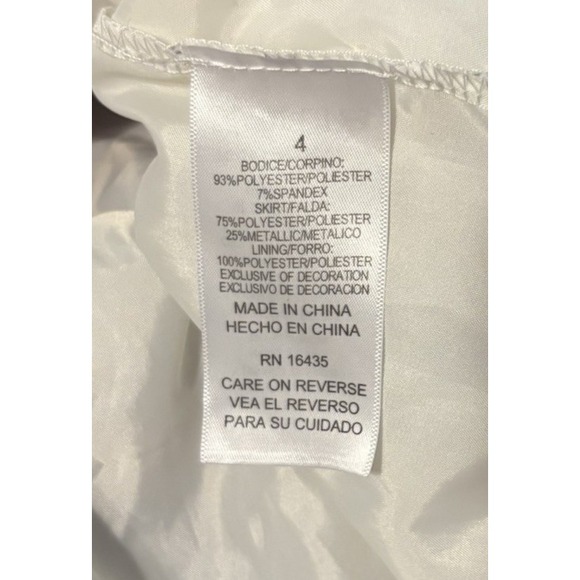 4
BODICE/CORPINO:
93%POLYESTER/POLIESTER
7%SPANDEX
SKIRT/FALDA:
75%POLYESTER/POLIESTER
25%METALLIC/METALICO
LINING/FORRO:
100%POLYESTER/POLIESTER
EXCLUSIVE OF DECORATION
EXCLUSIVO DE DECORACION
MADE IN CHINA
HECHO EN CHINA
RN 16435
CARE ON REVERSE
VEA EL REVERSO
PARA SU CUIDADO